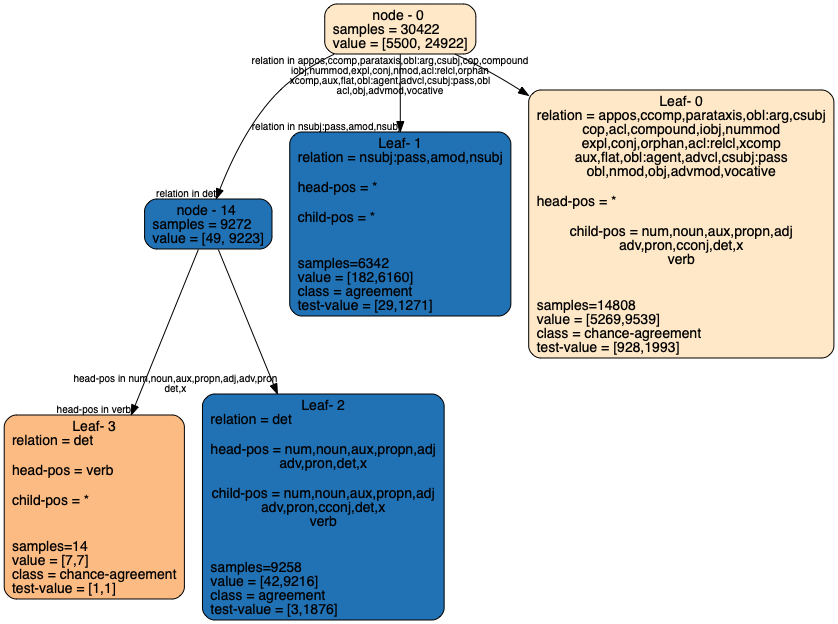 node - 0
samples = 30422
value = [5500, 24922]
relation in appos,ccomp,parataxis,obl:arg,csubj,cop,compound
iobj,nummod,expl,conj,nmod,acl:relcl,orphan
xcomp,aux,flat,obl:agent,advcl,csubj:pass,obl
acl,obj,advmod,vocative
Leaf- 0
relation = appos,ccomp,parataxis,obl:arg,csubj
cop,acl,compound,iobj,nummod
expl,conj,orphan,acl:relcl,xcomp
aux,flat,obl:agent,advcl,csubj:pass
obl,nmod,obj,advmod,vocative
head-pos = *
child-pos = num,noun,aux,propn,adj
adv,pron,cconj,det,x
verb
samples=14808
value = [5269,9539]
class = chance-agreement
test-value = [928,1993]
relation in nsubj:pass,amod,nsubj
Leaf- 1
relation = nsubj:pass,amod,nsubj
head-pos = *
child-pos = *
samples=6342
value = [182,6160]
class = agreement
test-value = [29,1271]
relation in det
node - 14
samples = 9272
value = [49, 9223]
head-pos in num,noun,aux,propn,adj,adv,pron
det,x
head-pos in verb
Leaf- 3
relation = det
head-pos = verb
child-pos = *
samples=14
value = [7,7]
class = chance-agreement
test-value = [1,1]
Leaf- 2
relation = det
head-pos = num,noun,aux,propn,adj
adv,pron,det,x
child-pos = num,noun,aux,propn,adj
adv,pron,cconj,det,x
verb
samples=9258
value = [42,9216]
class = agreement
test-value = [3,1876]